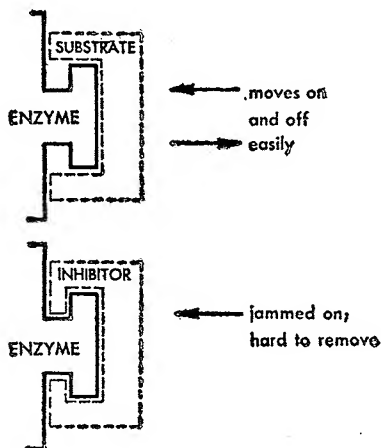 SUBSTRATE
ENZYME
moves on
and off
easily
INHIBITOR
ENZYME
jammed on;
hard to remove